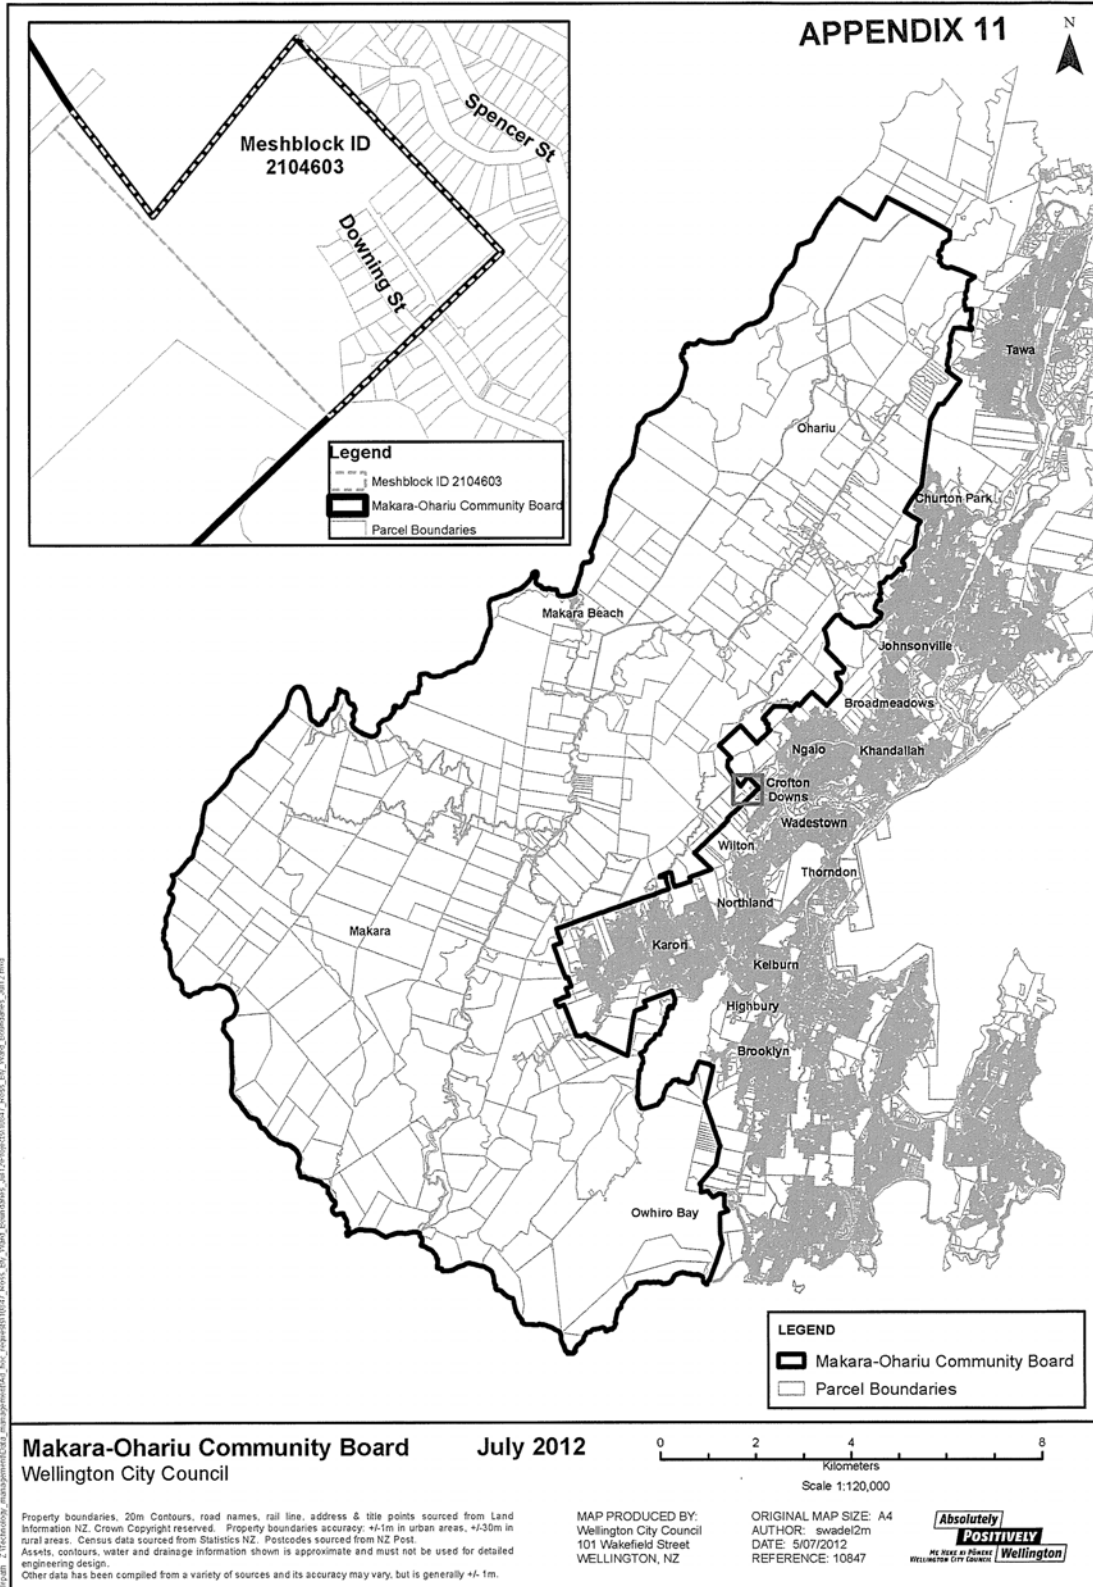 APPENDIX 11
N
Meshblock ID
2104603
Spencer St
Downing St
Legend
Meshblock ID 2104603
Makara-Ohariu Community Board
Parcel Boundaries
Tawa
Ohariu
Churton Park
Makara Beach
Johnsonville
Broadmeadows
Ngaio
Khandallah
Crofton
Downs
Wadestown
Wilton
Thorndon
Northland
Makara
Karori
Kelburn
Highbury
Brooklyn
Owhiro Bay
LEGEND
Makara-Ohariu Community Board
Parcel Boundaries
Makara-Ohariu Community Board
July 2012
Wellington City Council
0 2 4 8
Kilometers
Scale 1:120,000
Property boundaries, 20m Contours, road names, rail line, address & title points sourced from Land
Information NZ. Crown Copyright reserved. Property boundaries accuracy: +/-1m in urban areas, +/-30m in
rural areas. Census data sourced from Statistics NZ. Postcodes sourced from NZ Post.
Assets, contours, water and drainage information shown is approximate and must not be used for detailed
engineering design.
Other data has been compiled from a variety of sources and its accuracy may vary, but is generally +/- 1m.
MAP PRODUCED BY:
Wellington City Council
101 Wakefield Street
WELLINGTON, NZ
ORIGINAL MAP SIZE: A4
AUTHOR: swadel2m
DATE: 5/07/2012
REFERENCE: 10847
Absolutely
POSITIVELY
ME HEKE KI PŌNEKE
WELLINGTON CITY COUNCIL
Wellington